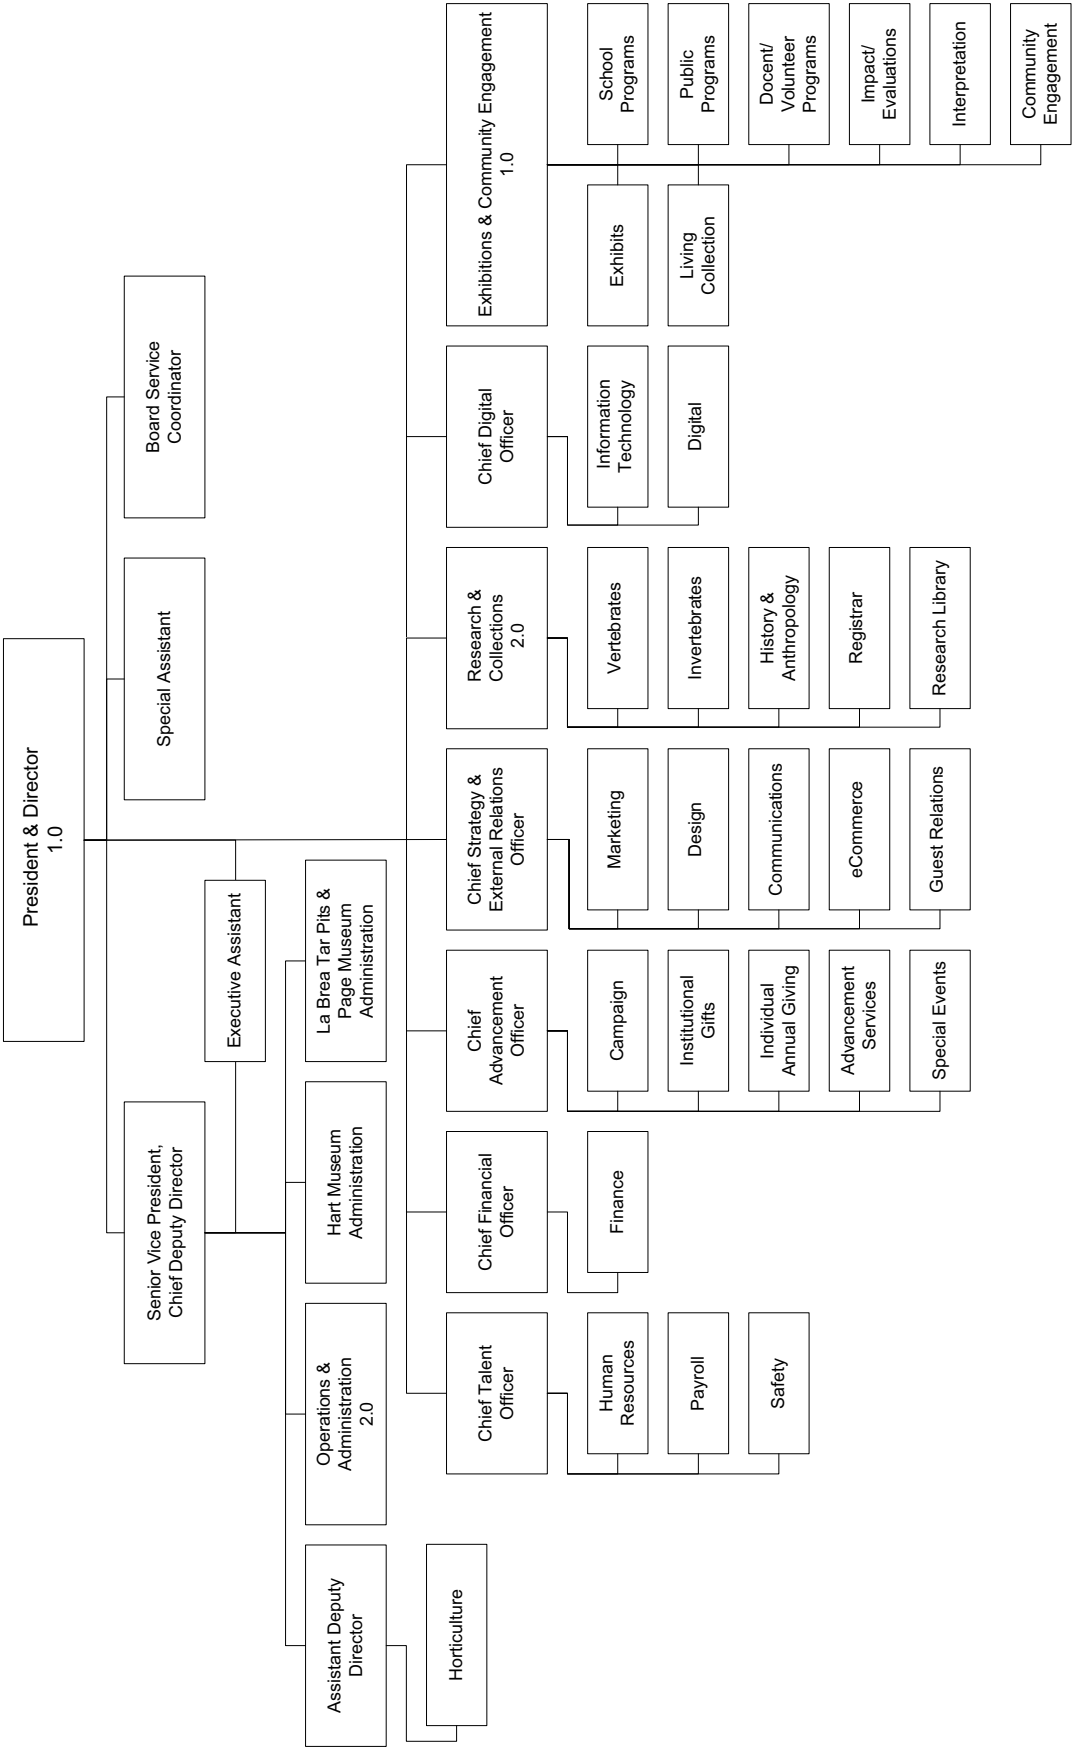 President & Director
1.0
Senior Vice President,
Chief Deputy Director
Special Assistant
Board Service
Coordinator
Executive Assistant
Assistant Deputy
Director
Operations &
Administration
2.0
Hart Museum
Administration
La Brea Tar Pits &
Page Museum
Administration
Horticulture
Chief Talent
Officer
Human
Resources
Payroll
Safety
Chief Financial
Officer
Finance
Chief
Advancement
Officer
Campaign
Institutional
Gifts
Individual
Annual Giving
Advancement
Services
Special Events
Chief Strategy &
External Relations
Officer
Marketing
Design
Communications
eCommerce
Guest Relations
Research &
Collections
2.0
Vertebrates
Invertebrates
History &
Anthropology
Registrar
Research Library
Chief Digital
Officer
Information
Technology
Digital
Exhibitions & Community Engagement
1.0
Exhibits
Living
Collection
School
Programs
Public
Programs
Docent/
Volunteer
Programs
Impact/
Evaluations
Interpretation
Community
Engagement